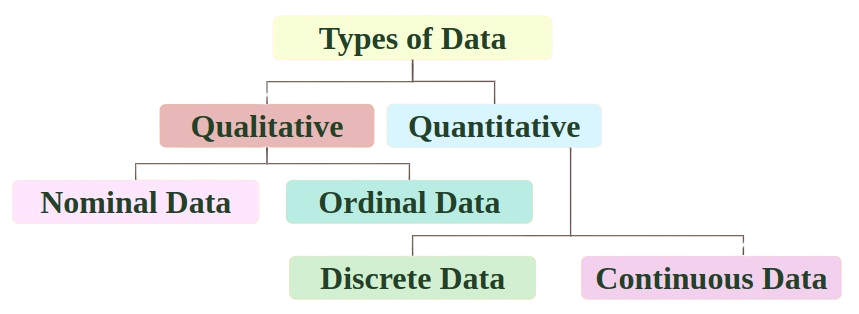 Types of Data
Qualitative
Quantitative
Nominal Data
Ordinal Data
Discrete Data
Continuous Data